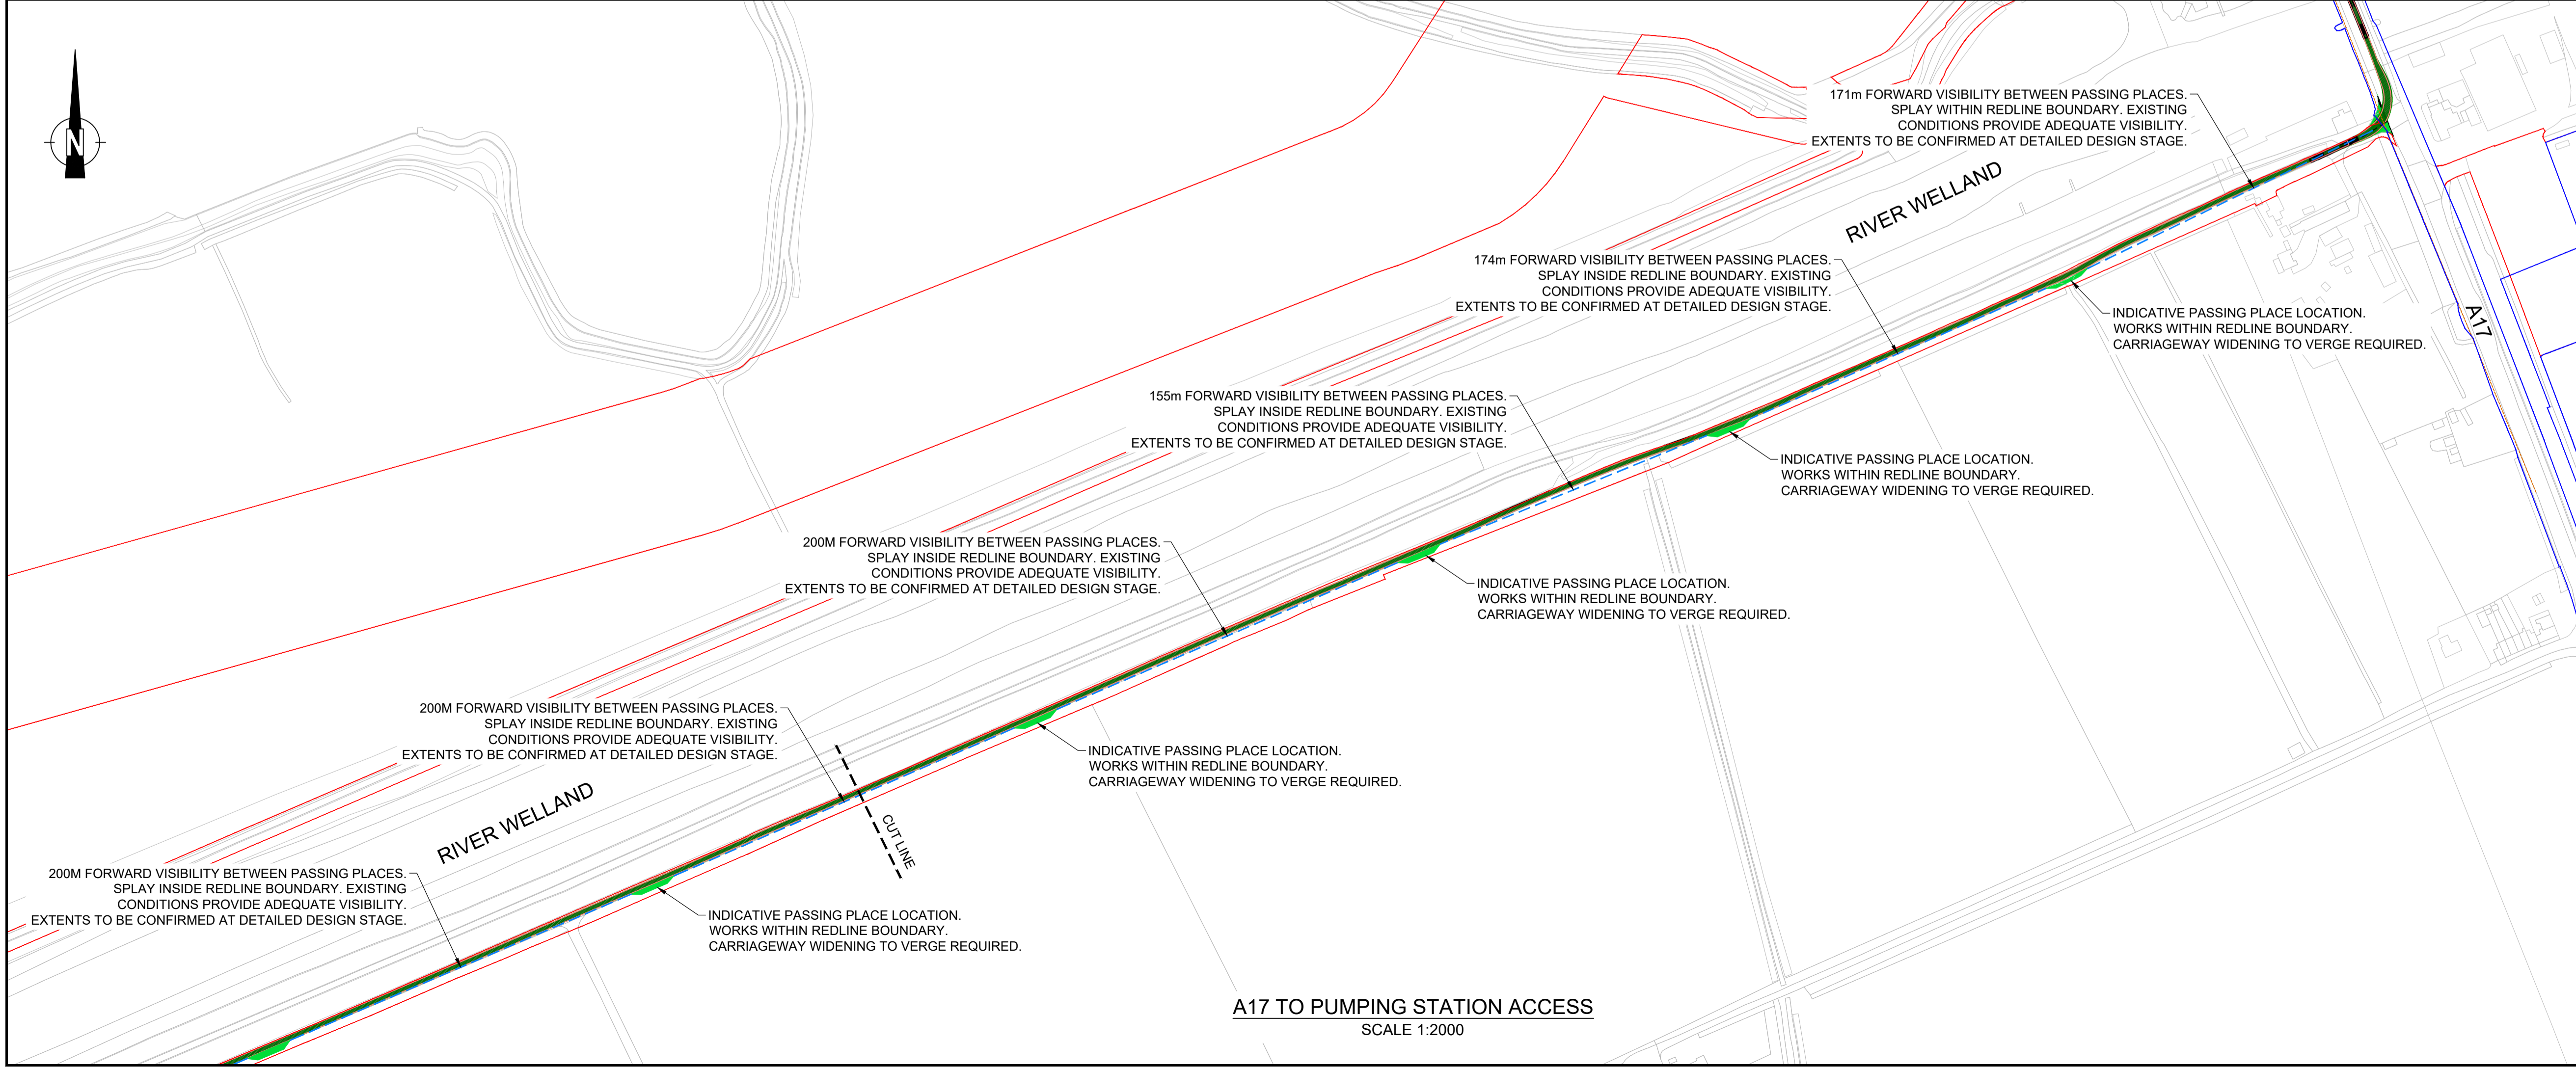 N
171m FORWARD VISIBILITY BETWEEN PASSING PLACES.
SPLAY WITHIN REDLINE BOUNDARY. EXISTING
CONDITIONS PROVIDE ADEQUATE VISIBILITY.
EXTENTS TO BE CONFIRMED AT DETAILED DESIGN STAGE.
RIVER WELLAND
174m FORWARD VISIBILITY BETWEEN PASSING PLACES.
SPLAY INSIDE REDLINE BOUNDARY. EXISTING
CONDITIONS PROVIDE ADEQUATE VISIBILITY.
EXTENTS TO BE CONFIRMED AT DETAILED DESIGN STAGE.
INDICATIVE PASSING PLACE LOCATION.
WORKS WITHIN REDLINE BOUNDARY.
CARRIAGEWAY WIDENING TO VERGE REQUIRED.
A17
155m FORWARD VISIBILITY BETWEEN PASSING PLACES.
SPLAY INSIDE REDLINE BOUNDARY. EXISTING
CONDITIONS PROVIDE ADEQUATE VISIBILITY.
EXTENTS TO BE CONFIRMED AT DETAILED DESIGN STAGE.
INDICATIVE PASSING PLACE LOCATION.
WORKS WITHIN REDLINE BOUNDARY.
CARRIAGEWAY WIDENING TO VERGE REQUIRED.
200M FORWARD VISIBILITY BETWEEN PASSING PLACES.
SPLAY INSIDE REDLINE BOUNDARY. EXISTING
CONDITIONS PROVIDE ADEQUATE VISIBILITY.
EXTENTS TO BE CONFIRMED AT DETAILED DESIGN STAGE.
INDICATIVE PASSING PLACE LOCATION.
WORKS WITHIN REDLINE BOUNDARY.
CARRIAGEWAY WIDENING TO VERGE REQUIRED.
200M FORWARD VISIBILITY BETWEEN PASSING PLACES.
SPLAY INSIDE REDLINE BOUNDARY. EXISTING
CONDITIONS PROVIDE ADEQUATE VISIBILITY.
EXTENTS TO BE CONFIRMED AT DETAILED DESIGN STAGE.
INDICATIVE PASSING PLACE LOCATION.
WORKS WITHIN REDLINE BOUNDARY.
CARRIAGEWAY WIDENING TO VERGE REQUIRED.
RIVER WELLAND
CUT LINE
200M FORWARD VISIBILITY BETWEEN PASSING PLACES.
SPLAY INSIDE REDLINE BOUNDARY. EXISTING
CONDITIONS PROVIDE ADEQUATE VISIBILITY.
EXTENTS TO BE CONFIRMED AT DETAILED DESIGN STAGE.
INDICATIVE PASSING PLACE LOCATION.
WORKS WITHIN REDLINE BOUNDARY.
CARRIAGEWAY WIDENING TO VERGE REQUIRED.
A17 TO PUMPING STATION ACCESS
SCALE 1:2000